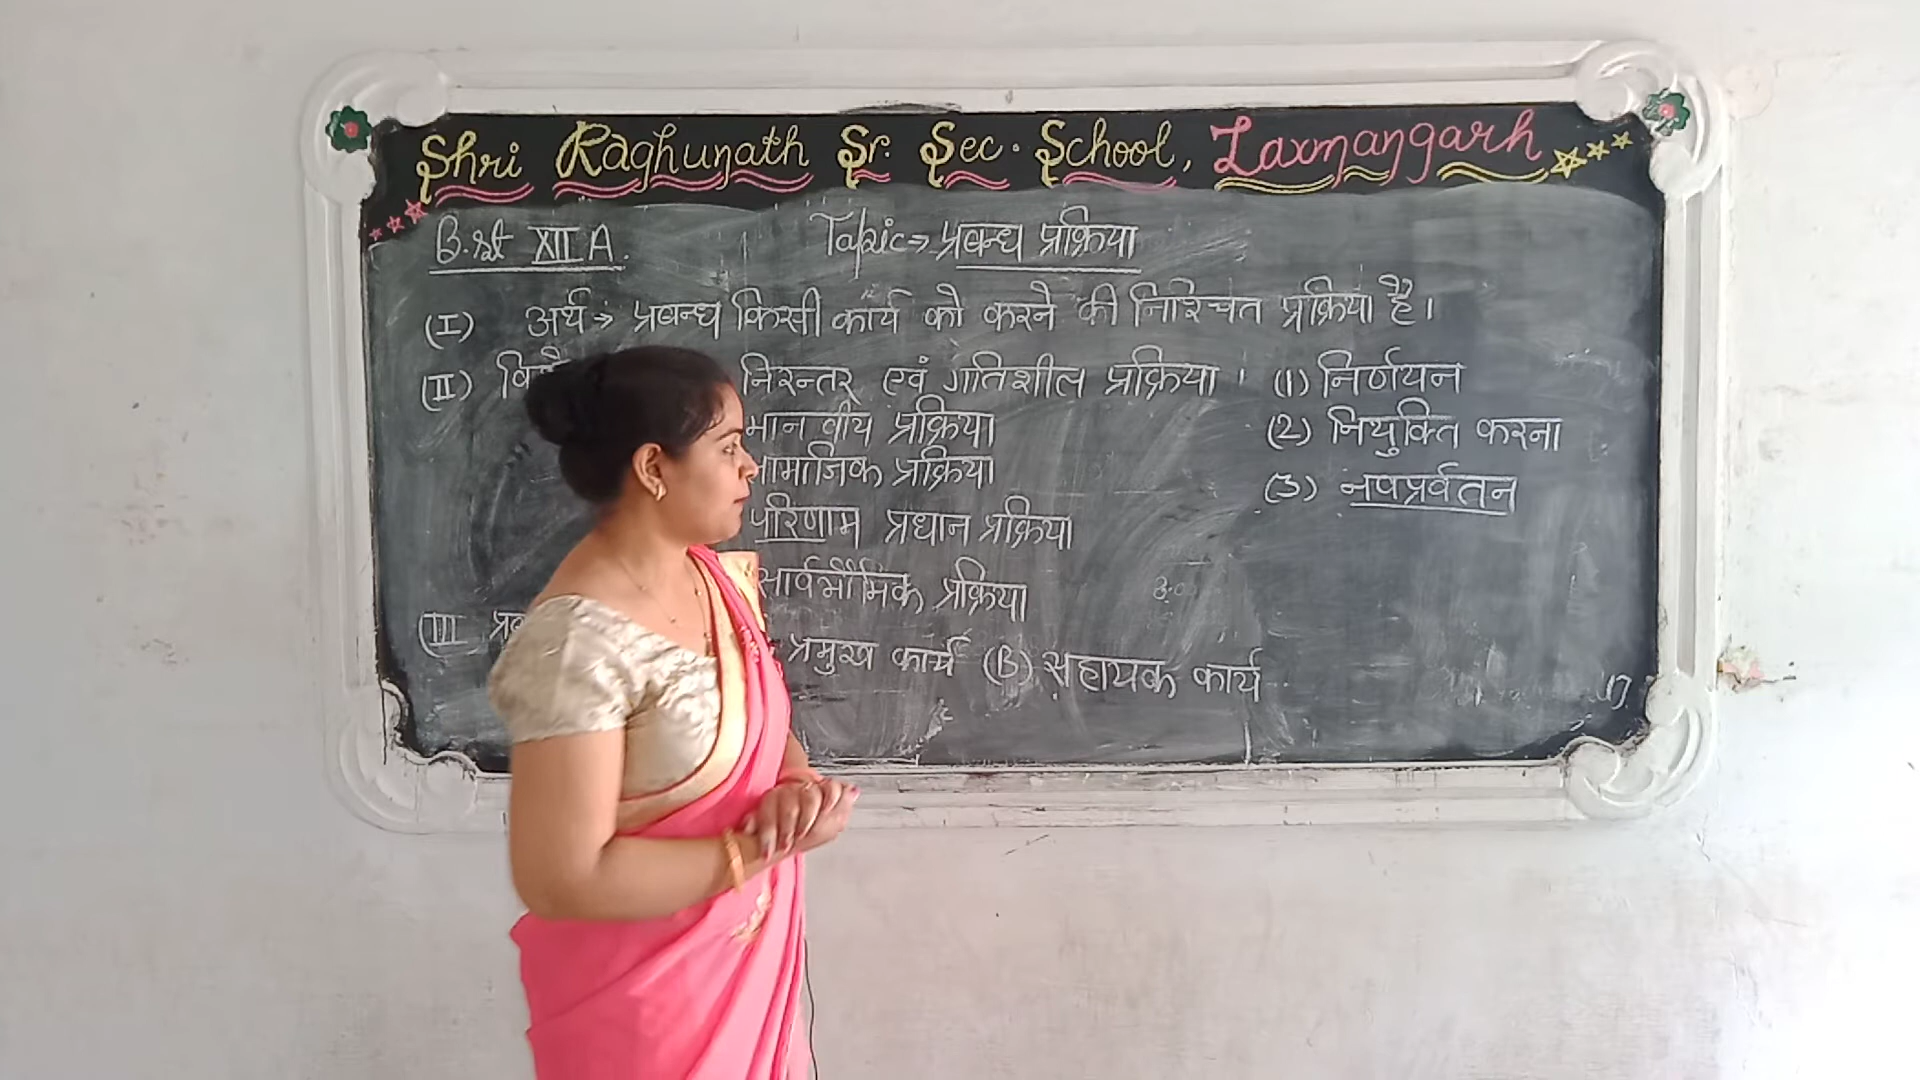 Shri Raghunath Sr. Sec. School, Laxmangarh
B.st XII A. Topic → प्रबन्ध प्रक्रिया
(I) अर्थ → प्रबन्ध किसी कार्य को करने की निश्चित प्रक्रिया है।
(II) निरन्तर एवं गतिशील प्रक्रिया । (1) निर्णयन
मानवीय प्रक्रिया (2) नियुक्ति करना
सामाजिक प्रक्रिया (3) नवप्रर्वतन
परिणाम प्रधान प्रक्रिया
सार्वभौमिक प्रक्रिया
(III प्रमुख कार्य (B) सहायक कार्य